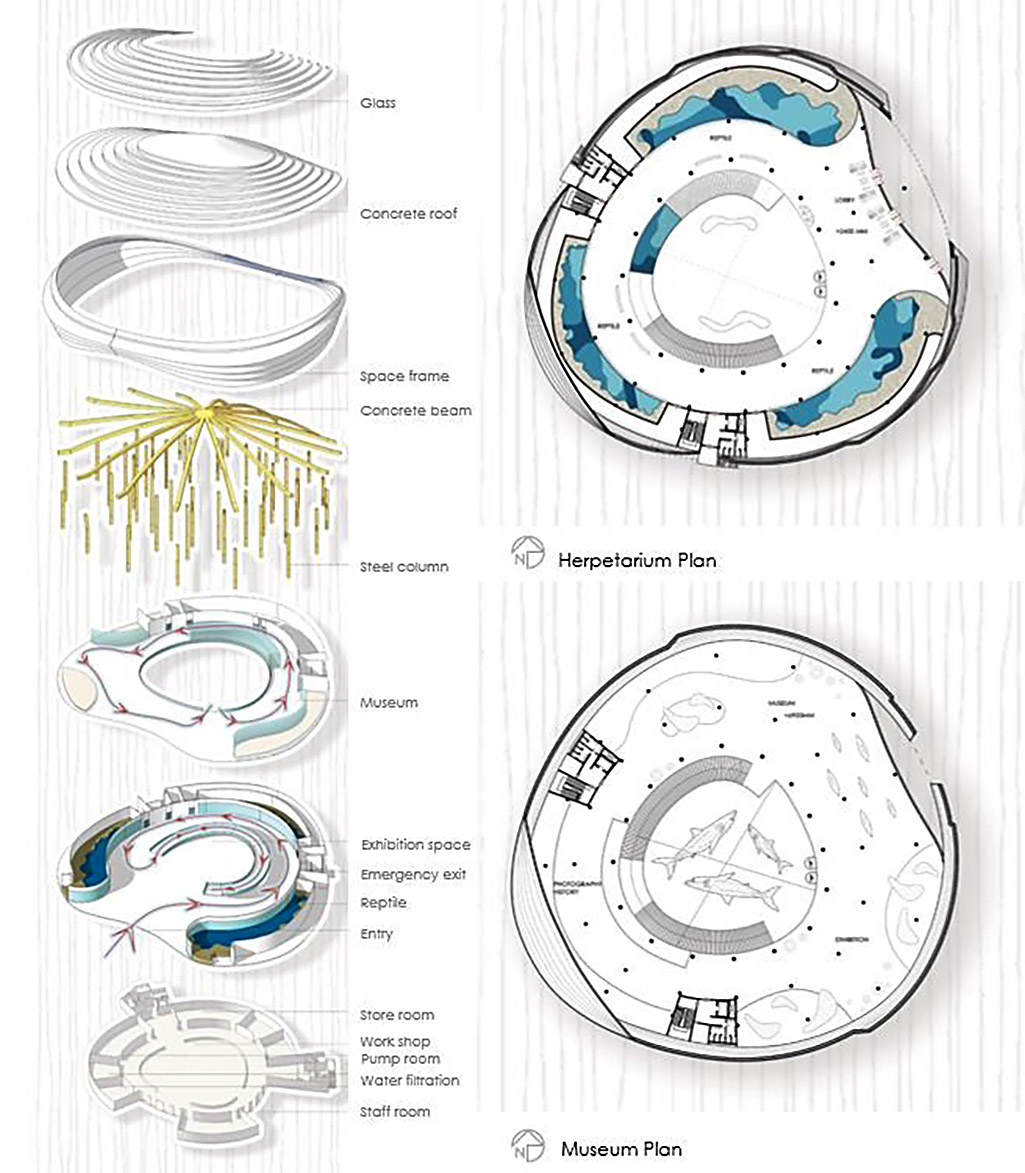 Glass
Concrete roof
Space frame
Concrete beam
Steel column
Museum
Exhibition space
Emergency exit
Reptile
Entry
Store room
Work shop
Pump room
Water filtration
Staff room
REPTILE
LOBBY
REPTILE
REPTILE
N
Herpetarium Plan
MUSEUM
PHOTOGRAPHY
HISTORY
EXHIBITION
N
Museum Plan